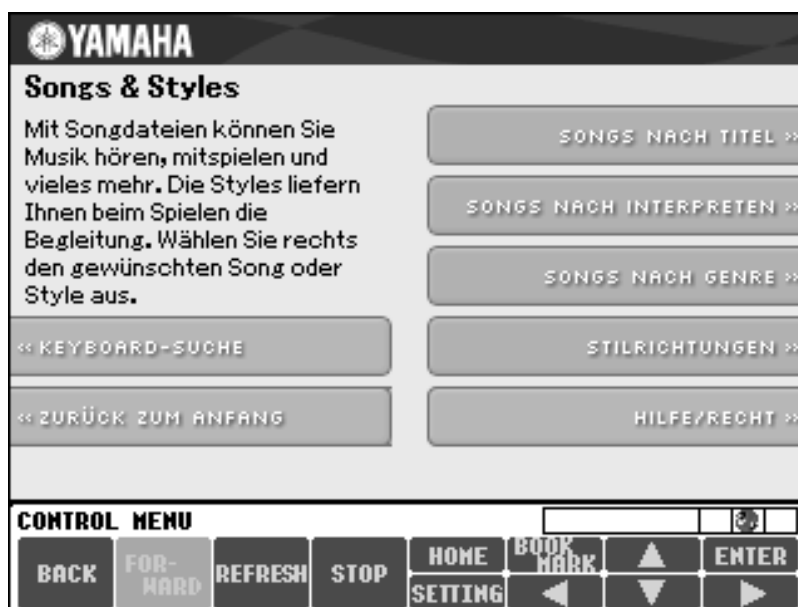 YAMAHA
Songs & Styles
Mit Songdateien können Sie
Musik hören, mitspielen und
vieles mehr. Die Styles liefern
Ihnen beim Spielen die
Begleitung. Wählen Sie rechts
den gewünschten Song oder
Style aus.
« KEYBOARD-SUCHE
« ZURÜCK ZUM ANFANG
SONGS NACH TITEL »
SONGS NACH INTERPRETEN »
SONGS NACH GENRE »
STILRICHTUNGEN »
HILFE/RECHT »
CONTROL MENU
BACK
FOR-
WARD
REFRESH
STOP
HOME
SETTING
BOOK
MARK
ENTER